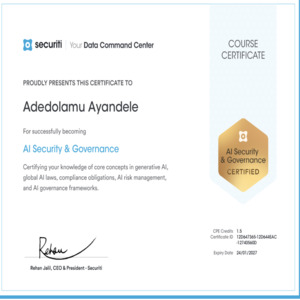 securiti | Your Data Command Center
COURSE
CERTIFICATE
PROUDLY PRESENTS THIS CERTIFICATE TO
Adedolamu Ayandele
For successfully becoming
AI Security & Governance
Certifying your knowledge of core concepts in generative AI,
global AI laws, compliance obligations, AI risk management,
and AI governance frameworks.
AI Security
& Governance
CERTIFIED
Rehan Jalil, CEO & President - Securiti
CPE Credits 1.5
Certificate ID
Expiry Date 24/01/2027